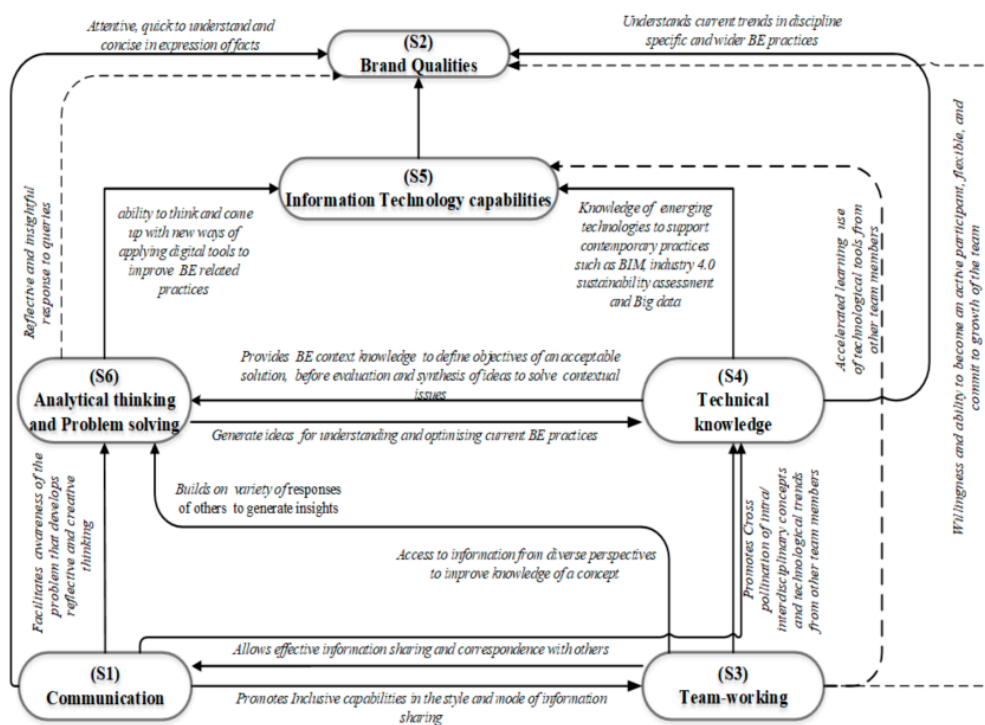 Attentive, quick to understand and
concise in expression of facts
Understands current trends in discipline
specific and wider BE practices
(S2)
Brand Qualities
(S5)
Information Technology capabilities
Reflective and insightful
response to queries
ability to think and come
up with new ways of
applying digital tools to
improve BE related
practices
Knowledge of emerging
technologies to support
contemporary practices
such as BIM, industry 4.0
sustainability assessment
and Big data
Accelerated learning use
of technological tools from
other team members
Willingness and ability to become an active participant, flexible, and
commit to growth of the team
(S6)
Analytical thinking
and Problem solving
Provides BE context knowledge to define objectives of an acceptable
solution, before evaluation and synthesis of ideas to solve contextual
issues
Generate ideas for understanding and optimising current BE practices
(S4)
Technical
knowledge
Facilitates awareness of the
problem that develops
reflective and creative
thinking
Builds on variety of responses
of others to generate insights
Access to information from diverse perspectives
to improve knowledge of a concept
Promotes Cross
pollination of intra/
interdisciplinary concepts
and technological trends
from other team members
(S1)
Communication
Allows effective information sharing and correspondence with others
Promotes Inclusive capabilities in the style and mode of information
sharing
(S3)
Team-working